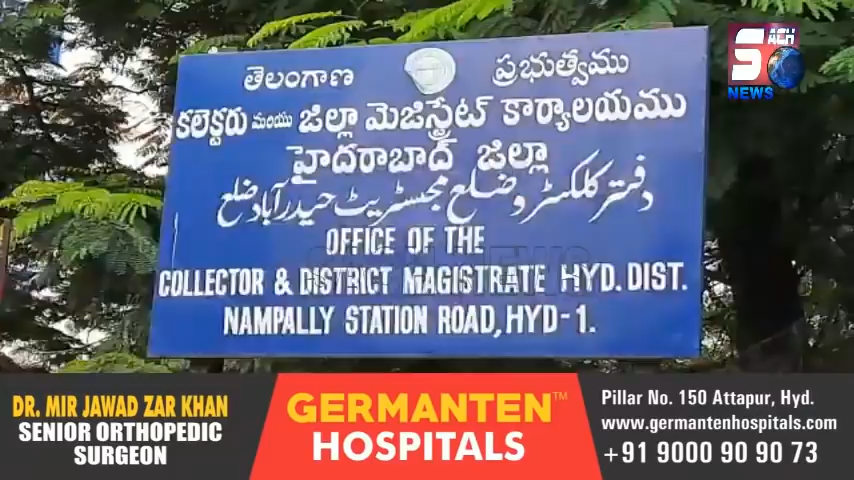 తెలంగాణ ప్రభుత్వము
కలెక్టరు మరియు జిల్లా మెజిస్ట్రేట్ కార్యాలయము
హైదరాబాద్ జిల్లా
دفتر کلکٹر و ضلع مجسٹریٹ حیدرآباد ضلع
OFFICE OF THE
COLLECTOR & DISTRICT MAGISTRATE HYD. DIST.
NAMPALLY STATION ROAD, HYD-1.
SACH
NEWS
DR. MIR JAWAD ZAR KHAN
SENIOR ORTHOPEDIC
SURGEON
GERMANTEN™
HOSPITALS
Pillar No. 150 Attapur, Hyd.
www.germantenhospitals.com
+91 9000 90 90 73